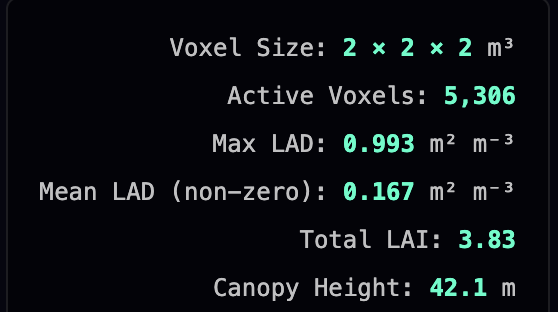 Voxel Size: 2 × 2 × 2 m³
Active Voxels: 5,306
Max LAD: 0.993 m² m⁻³
Mean LAD (non-zero): 0.167 m² m⁻³
Total LAI: 3.83
Canopy Height: 42.1 m